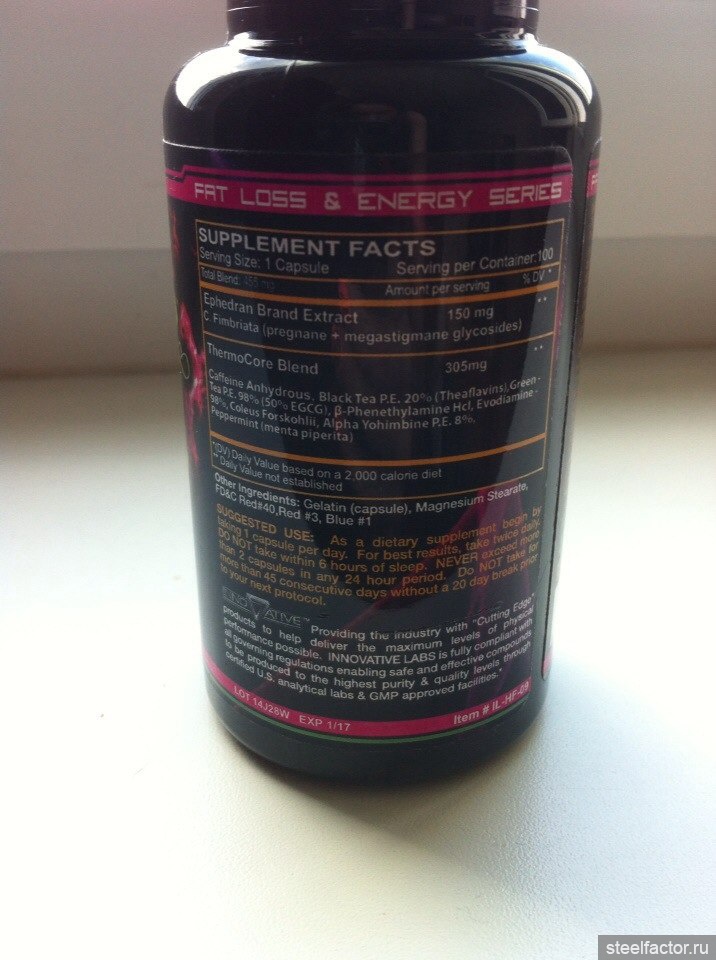 FAT LOSS & ENERGY SERIES
SUPPLEMENT FACTS
Serving Size: 1 Capsule Serving per Container:100
Total Blend: 455 mg Amount per serving % DV *
Ephedran Brand Extract 150 mg **
C. Fimbriata (pregnane + megastigmane glycosides)
ThermoCore Blend 305mg **
Caffeine Anhydrous, Black Tea P.E. 20% (Theaflavins),Green-
Tea P.E. 98% (50% EGCG), β-Phenethylamine Hcl, Evodiamine-
98%, Coleus Forskohlii, Alpha Yohimbine P.E. 8%,
Peppermint (menta piperita)
*(DV) Daily Value based on a 2,000 calorie diet
** Daily Value not established
Other Ingredients: Gelatin (capsule), Magnesium Stearate,
FD&C Red#40,Red #3, Blue #1
SUGGESTED USE: As a dietary supplement begin by
taking 1 capsule per day. For best results, take twice daily.
DO NOT take within 6 hours of sleep. NEVER exceed more
than 2 capsules in any 24 hour period. Do NOT take for
more than 45 consecutive days without a 20 day break prior
to your next protocol.
Providing the industry with "Cutting Edge"
products to help deliver the maximum levels of physical
performance possible. INNOVATIVE LABS is fully compliant with
all governing regulations enabling safe and effective compounds
to be produced to the highest purity & quality levels through
certified U.S. analytical labs & GMP approved facilities."
LOT 14J28W EXP 1/17 Item # IL-HF-09
steelfactor.ru